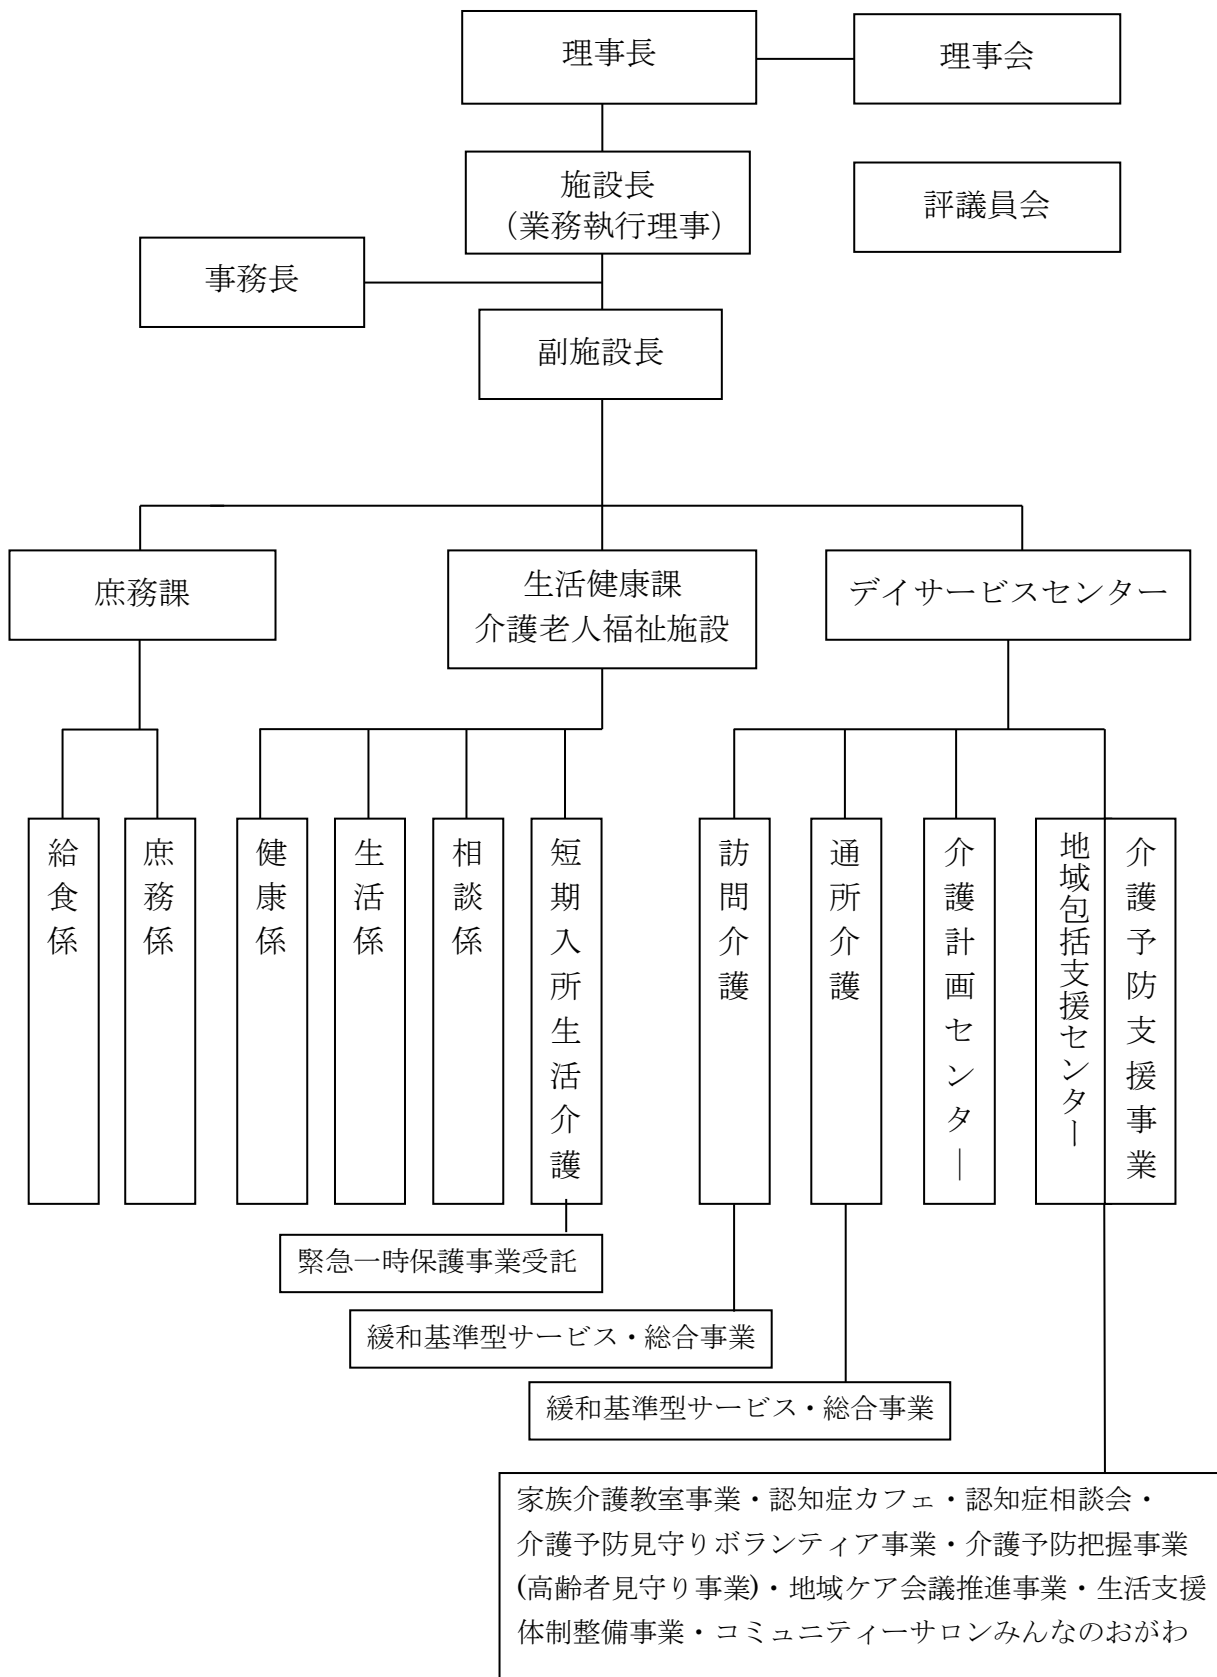 理事長
理事会
施設長
（業務執行理事）
評議員会
事務長
副施設長
庶務課
生活健康課
介護老人福祉施設
デイサービスセンター
給食係
庶務係
健康係
生活係
相談係
短期入所生活介護
訪問介護
通所介護
介護計画センター
地域包括支援センター
介護予防支援事業
緊急一時保護事業受託
緩和基準型サービス・総合事業
緩和基準型サービス・総合事業
家族介護教室事業・認知症カフェ・認知症相談会・
介護予防見守りボランティア事業・介護予防把握事業
(高齢者見守り事業)・地域ケア会議推進事業・生活支援
体制整備事業・コミュニティーサロンみんなのおがわ